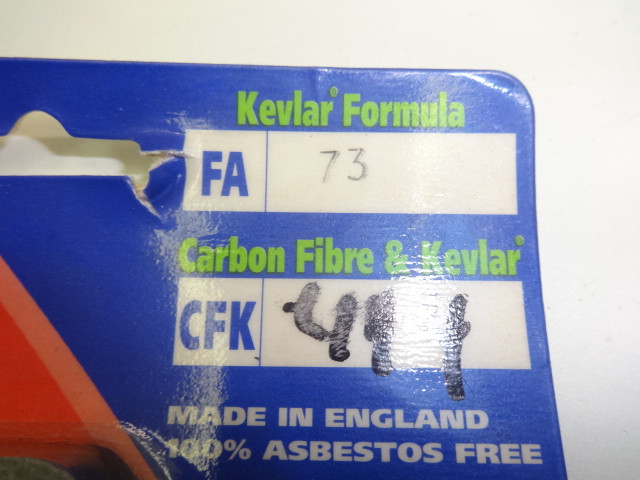 Kevlar® Formula
FA 73
Carbon Fibre & Kevlar®
CFK
MADE IN ENGLAND
100% ASBESTOS FREE